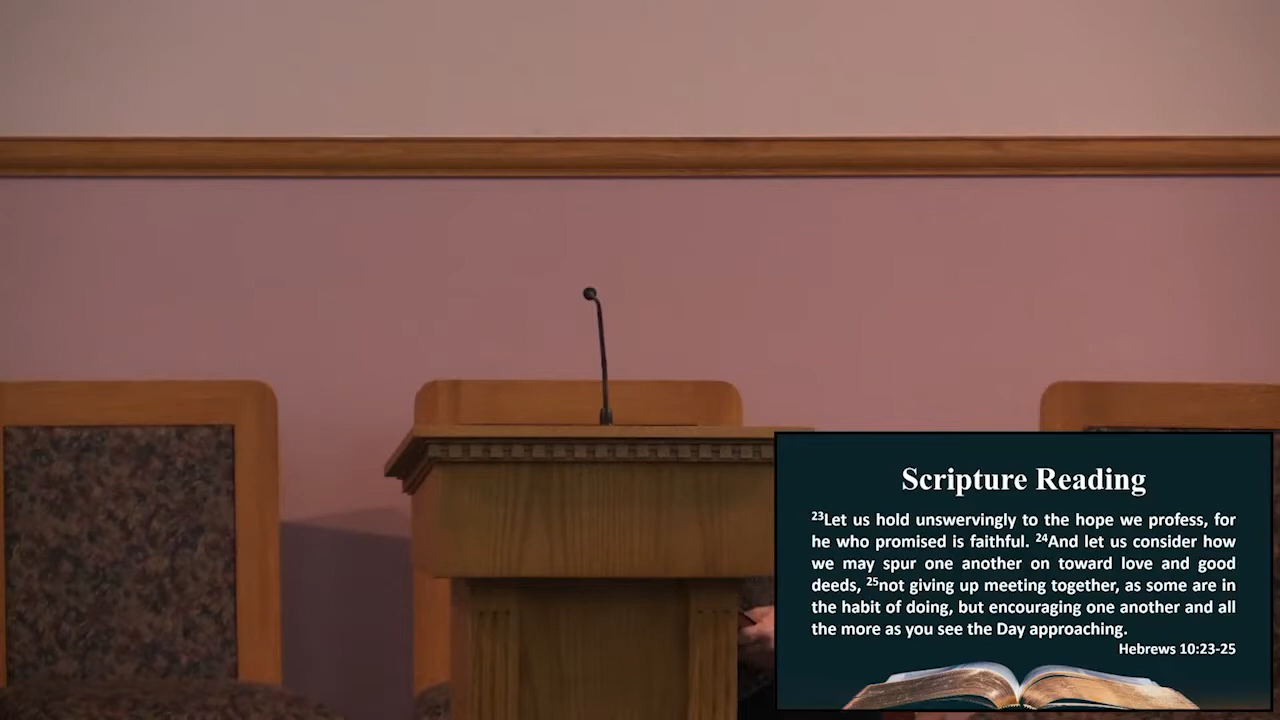 Scripture Reading
²³Let us hold unswervingly to the hope we profess, for
he who promised is faithful. ²⁴And let us consider how
we may spur one another on toward love and good
deeds, ²⁵not giving up meeting together, as some are in
the habit of doing, but encouraging one another and all
the more as you see the Day approaching.
Hebrews 10:23-25